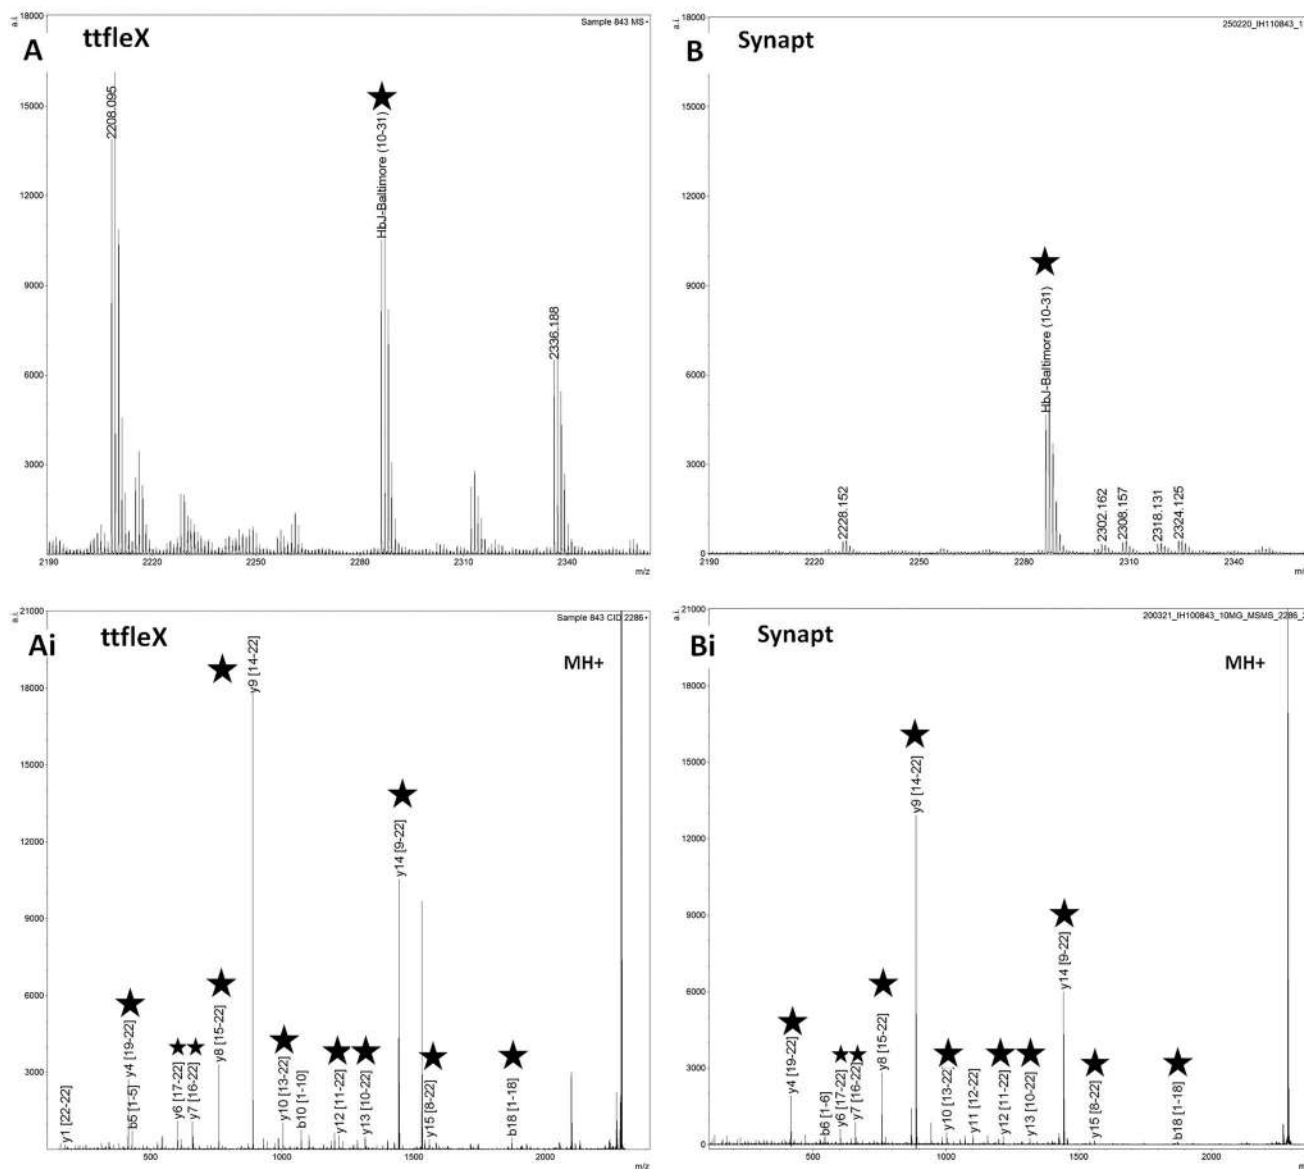 a.i.
18000
Sample 843 MS+
A
ttfleX
2208.095
HbJ-Baltimore (10-31)
2336.188
15000
12000
9000
6000
3000
2190
2220
2250
2280
2310
2340
m/z
a.i.
18000
B
Synapt
15000
12000
9000
6000
3000
HbJ-Baltimore (10-31)
2228.152
2302.162
2308.157
2318.131
2324.125
2190
2220
2250
2280
2310
2340
m/z
a.i.
21000
Sample 843 CID 2286+
Ai
ttfleX
MH+
18000
15000
12000
9000
6000
3000
y1 [22-22]
b5 [1-5]
y4 [19-22]
y6 [17-22]
y7 [16-22]
y8 [15-22]
y9 [14-22]
y10 [13-22]
b10 [1-10]
y12 [11-22]
y13 [10-22]
y14 [9-22]
y15 [8-22]
b18 [1-18]
500
1000
1500
2000
m/z
a.i.
21000
Bi
Synapt
MH+
18000
15000
12000
9000
6000
3000
0
y4 [19-22]
b6 [1-6]
y6 [17-22]
y7 [16-22]
y8 [15-22]
y9 [14-22]
y10 [13-22]
y11 [12-22]
y12 [11-22]
y13 [10-22]
y14 [9-22]
y15 [8-22]
b18 [1-18]
500
1000
1500
2000
m/z